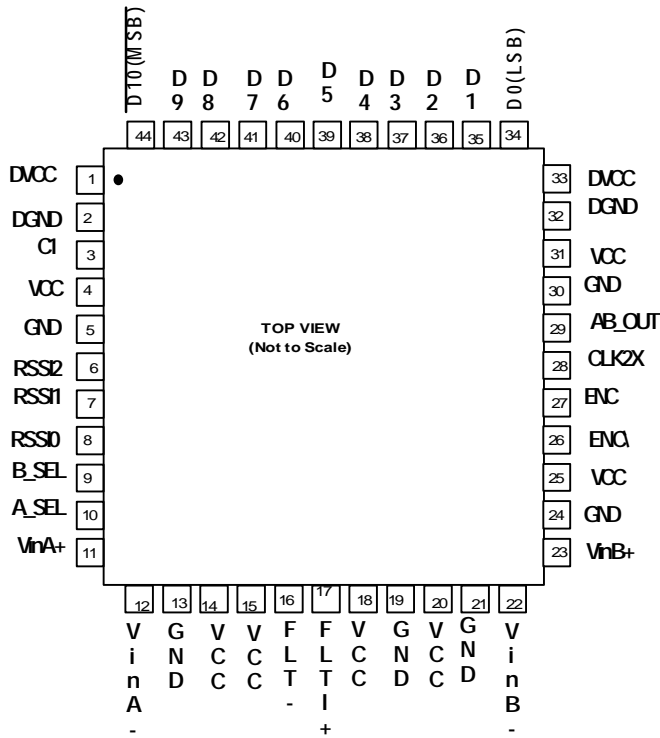 D10(MSB)
D9
D8
D7
D6
D5
D4
D3
D2
D1
D0(LSB)
44 43 42 41 40 39 38 37 36 35 34
DVCC 1
DGND 2
C1 3
VCC 4
GND 5
RSSI2 6
RSSI1 7
RSSI0 8
B_SEL 9
A_SEL 10
VinA+ 11
TOP VIEW
(Not to Scale)
33 DVCC
32 DGND
31 VCC
30 GND
29 AB_OUT
28 CLK2X
27 ENC
26 ENC\
25 VCC
24 GND
23 VinB+
12 13 14 15 16 17 18 19 20 21 22
VinA-
GND
VCC
VCC
FLT-
FLTI+
VCC
GND
VCC
GND
VinB-